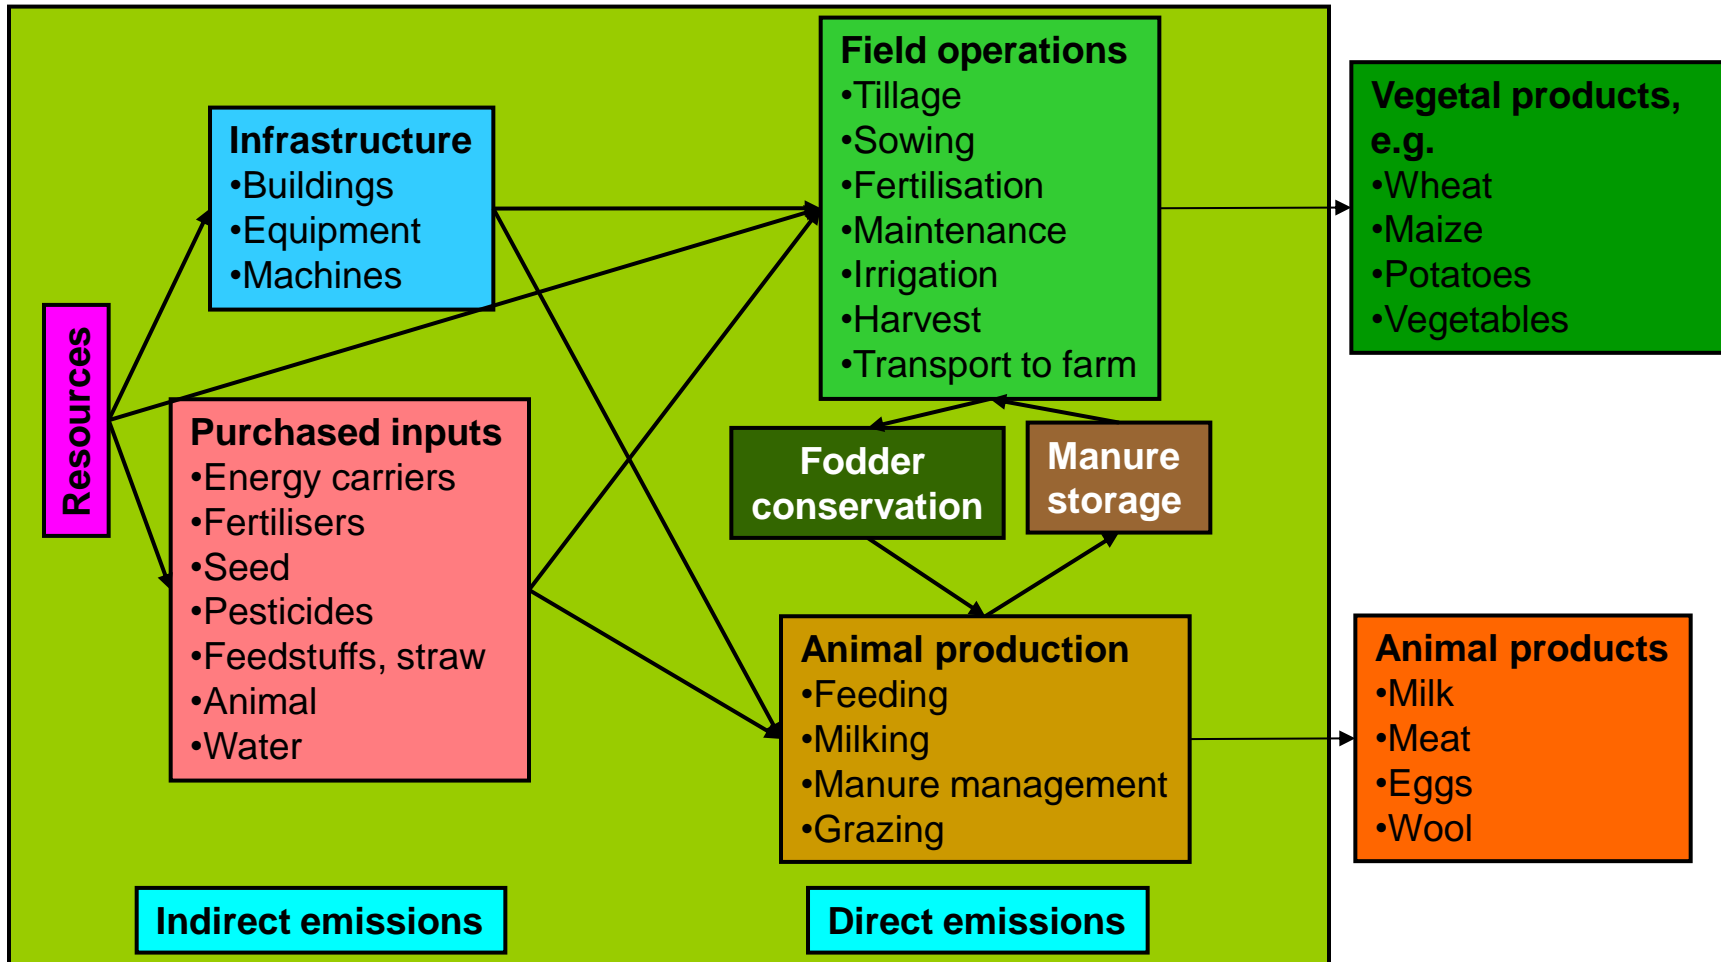 Resources
Infrastructure
•Buildings
•Equipment
•Machines
Purchased inputs
•Energy carriers
•Fertilisers
•Seed
•Pesticides
•Feedstuffs, straw
•Animal
•Water
Indirect emissions
Field operations
•Tillage
•Sowing
•Fertilisation
•Maintenance
•Irrigation
•Harvest
•Transport to farm
Fodder
conservation
Manure
storage
Animal production
•Feeding
•Milking
•Manure management
•Grazing
Direct emissions
Vegetal products,
e.g.
•Wheat
•Maize
•Potatoes
•Vegetables
Animal products
•Milk
•Meat
•Eggs
•Wool